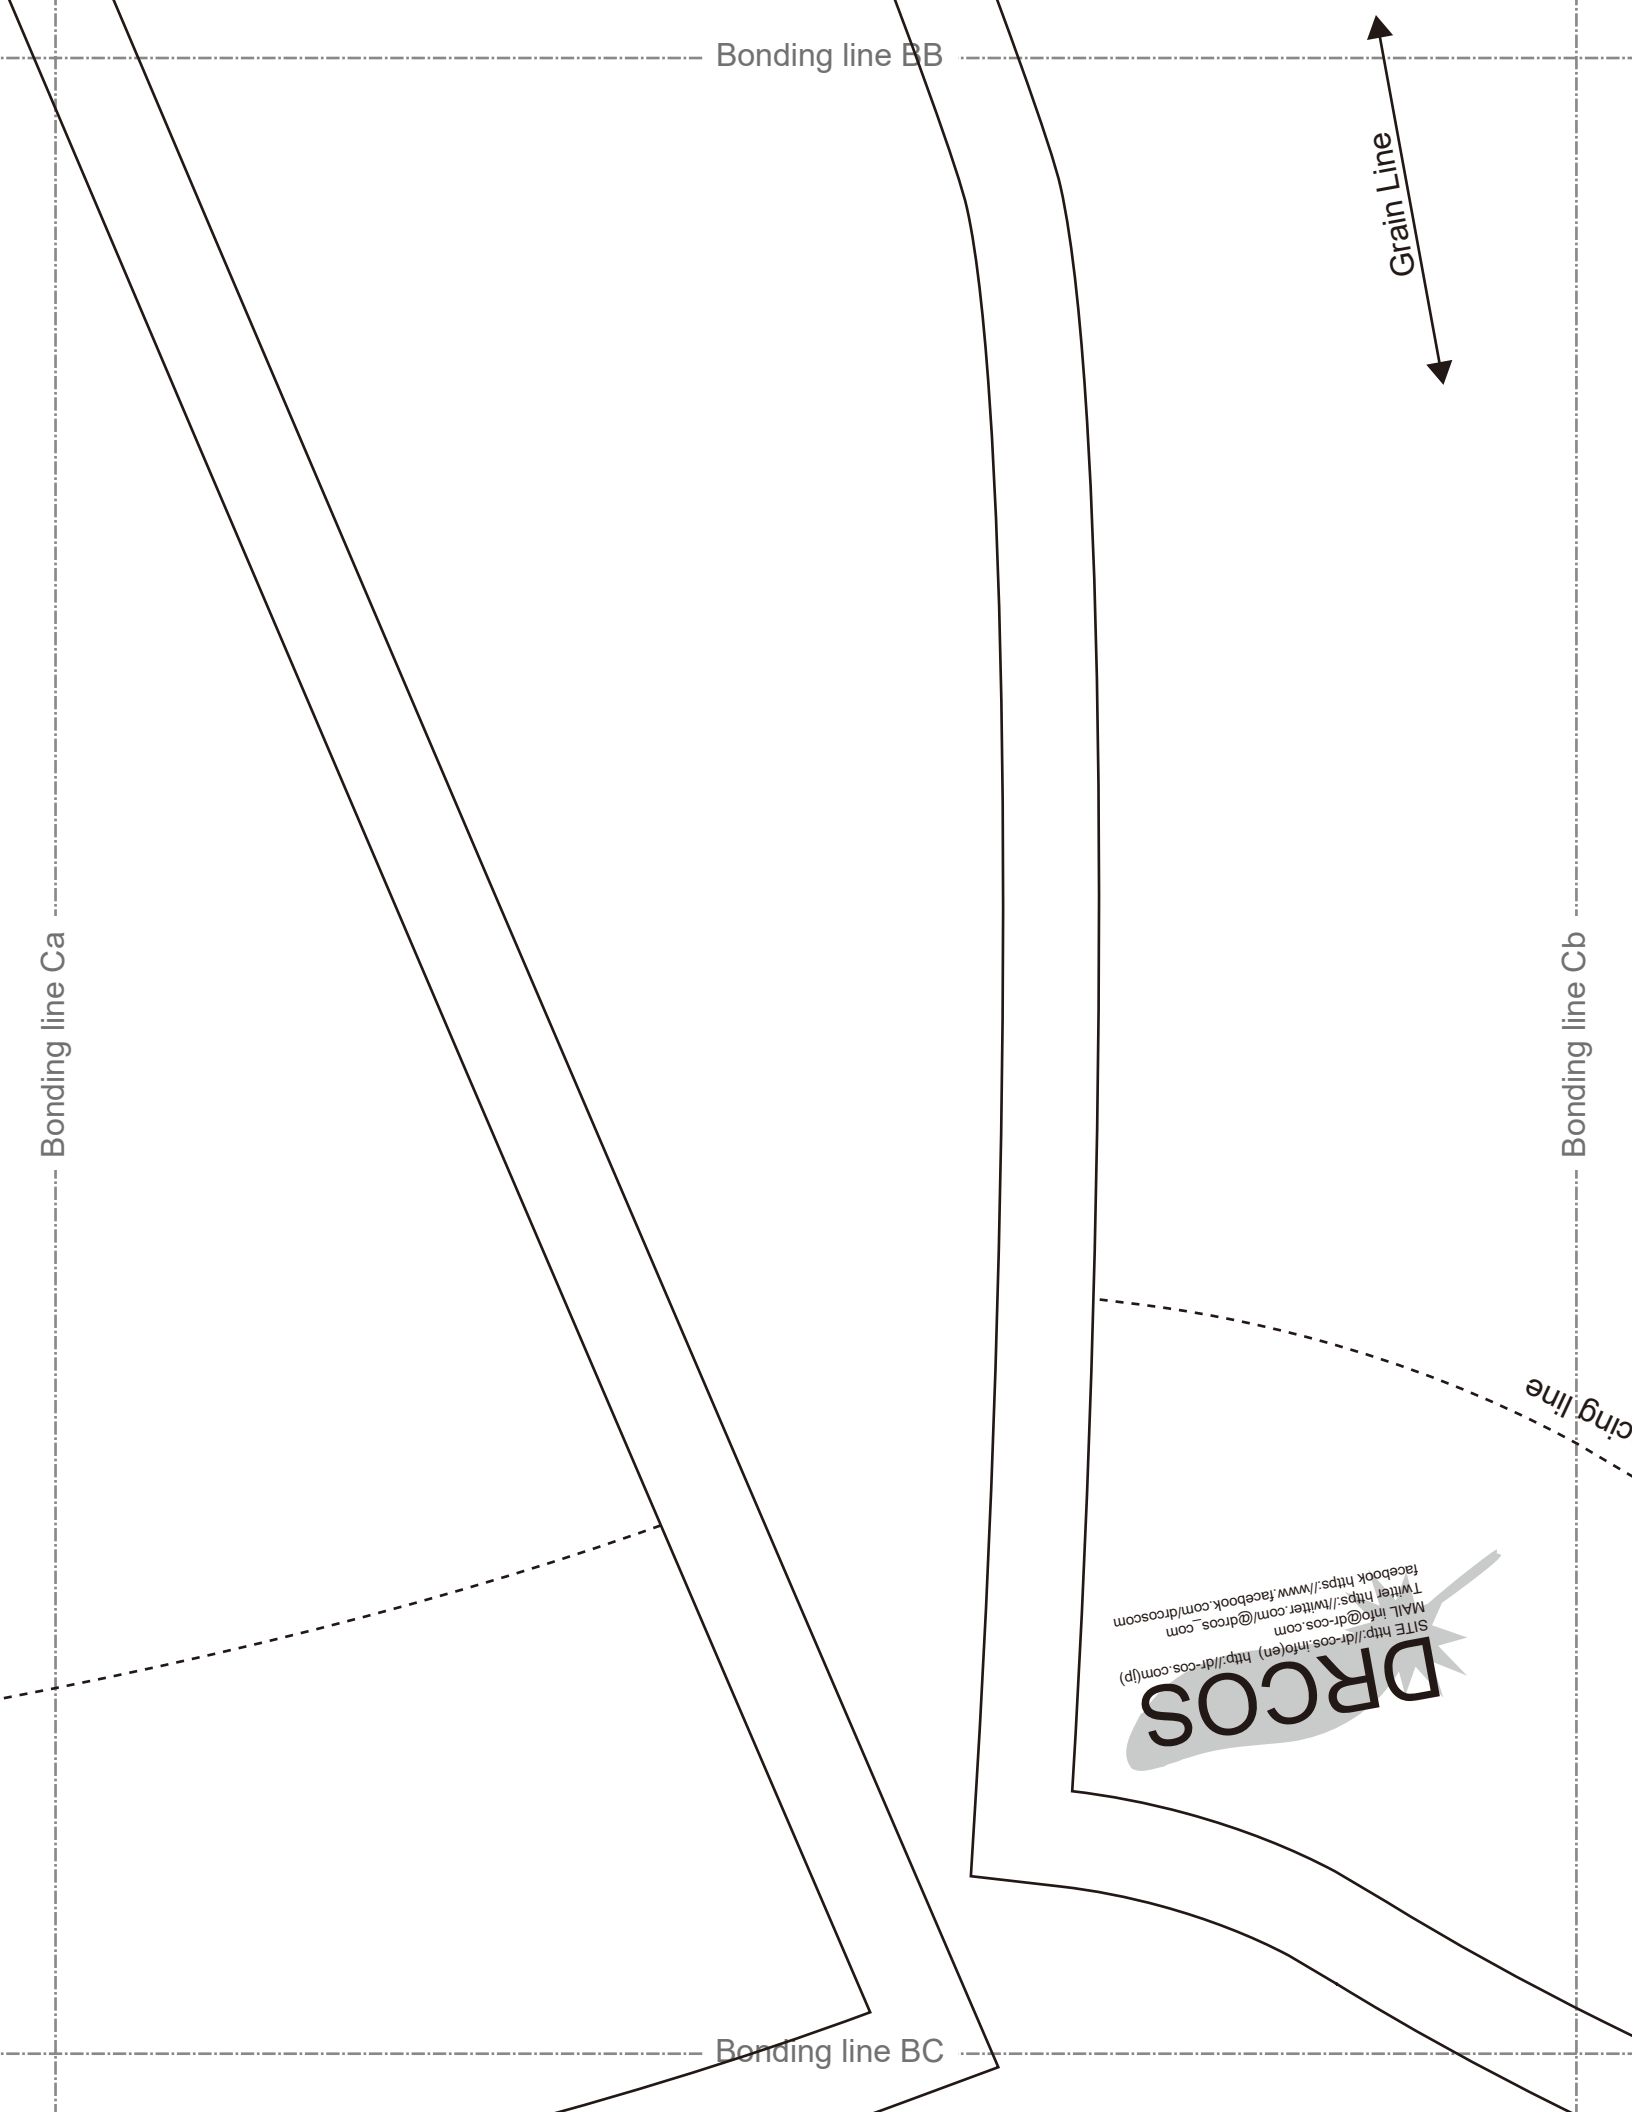 Bonding line BB
Grain Line
Bonding line Ca
Bonding line Cb
cing line
DRCOS
SITE http://dr-cos.info(en) http://dr-cos.com(jp)
MAIL info@dr-cos.com
Twitter https://twitter.com/@drcos_com
facebook https://www.facebook.com/drcoscom
Bonding line BC